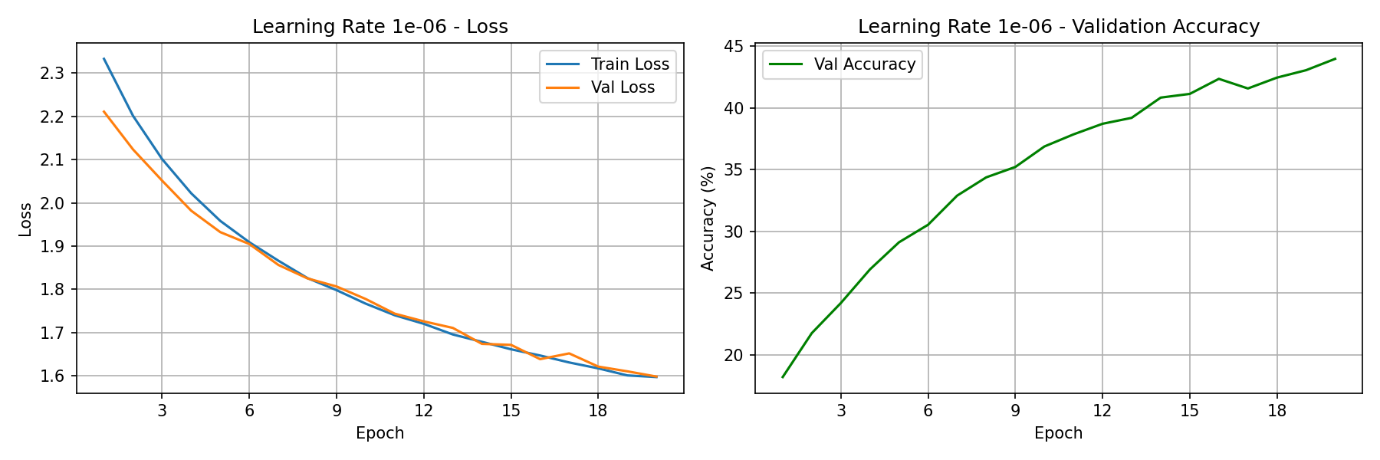 Learning Rate 1e-06 - Loss
Train Loss
Val Loss
2.3
2.2
2.1
2.0
1.9
1.8
1.7
1.6
Loss
3 6 9 12 15 18
Epoch
Learning Rate 1e-06 - Validation Accuracy
Val Accuracy
45
40
35
30
25
20
Accuracy (%)
3 6 9 12 15 18
Epoch